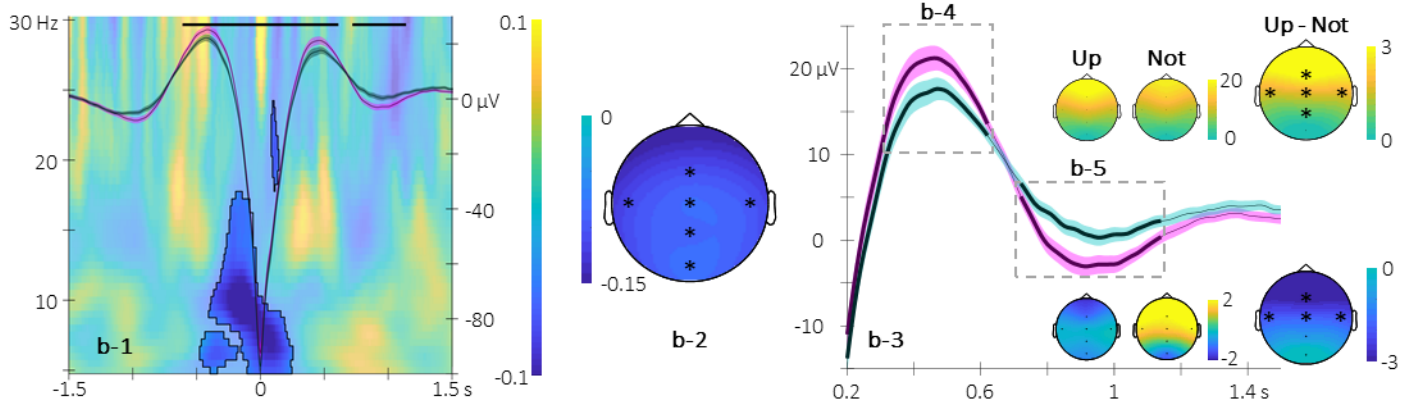 30 Hz
20
10
0 µV
-40
-80
b-1
-1.5
0
1.5 s
0.1
-0.1
0
-0.15
b-2
b-4
20 µV
10
0
-10
b-3
0.2
0.6
1
1.4 s
b-5
Up
Not
20
0
Up - Not
3
0
2
-2
0
-3
* * * * * *
* * * * *
* * * *